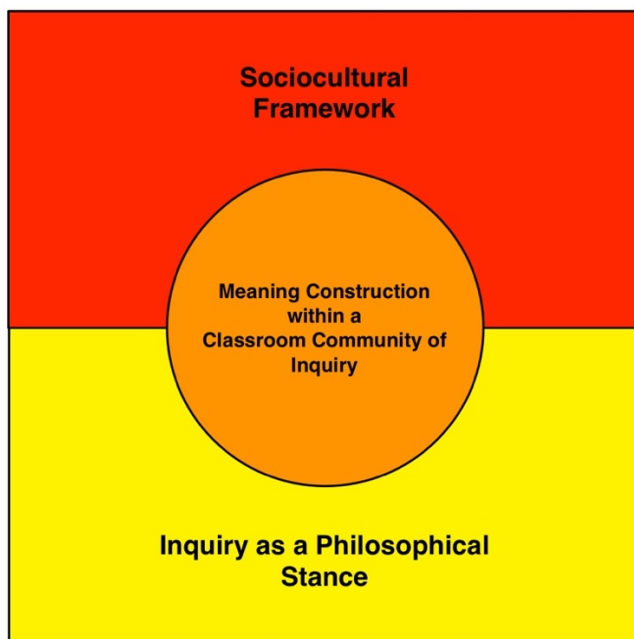 Sociocultural
Framework
Meaning Construction
within a
Classroom Community of
Inquiry
Inquiry as a Philosophical
Stance